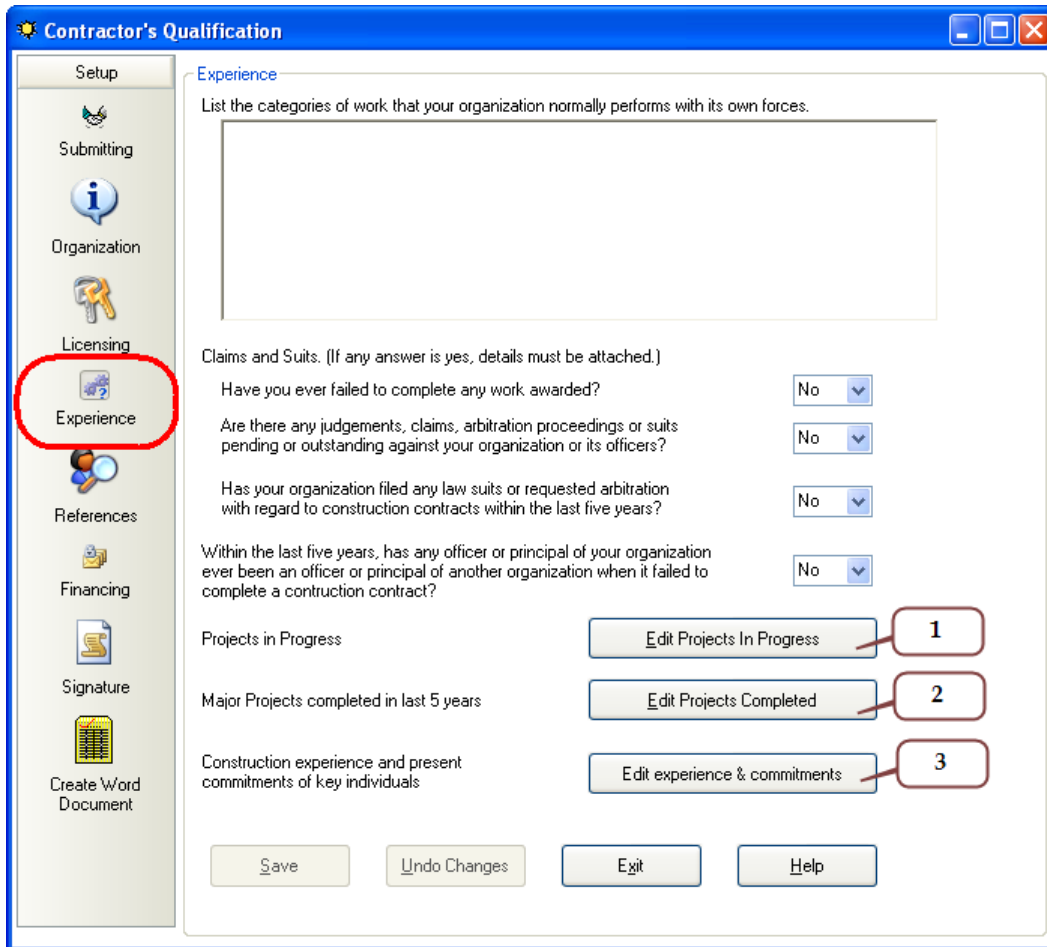 Contractor's Qualification
Setup
Submitting
Organization
Licensing
Experience
References
Financing
Signature
Create Word
Document
Experience
List the categories of work that your organization normally performs with its own forces.
Claims and Suits. (If any answer is yes, details must be attached.)
Have you ever failed to complete any work awarded?
No
Are there any judgements, claims, arbitration proceedings or suits
pending or outstanding against your organization or its officers?
No
Has your organization filed any law suits or requested arbitration
with regard to construction contracts within the last five years?
No
Within the last five years, has any officer or principal of your organization
ever been an officer or principal of another organization when it failed to
complete a contruction contract?
No
Projects in Progress
Edit Projects In Progress
1
Major Projects completed in last 5 years
Edit Projects Completed
2
Construction experience and present
commitments of key individuals
Edit experience & commitments
3
Save
Undo Changes
Exit
Help